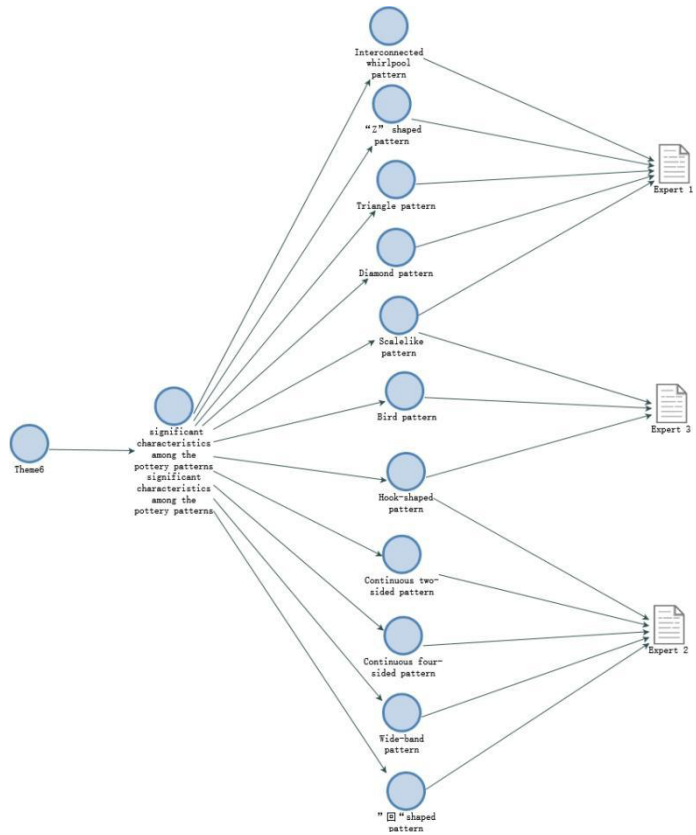 Interconnected
whirlpool
pattern
“Z” shaped
pattern
Triangle pattern
Diamond pattern
Scalelike
pattern
Bird pattern
Hook-shaped
pattern
Continuous two-
sided pattern
Continuous four-
sided pattern
Wide-band
pattern
”回“shaped
pattern
Theme6
significant
characteristics
among the
pottery patterns
significant
characteristics
among the
pottery patterns
Expert 1
Expert 3
Expert 2